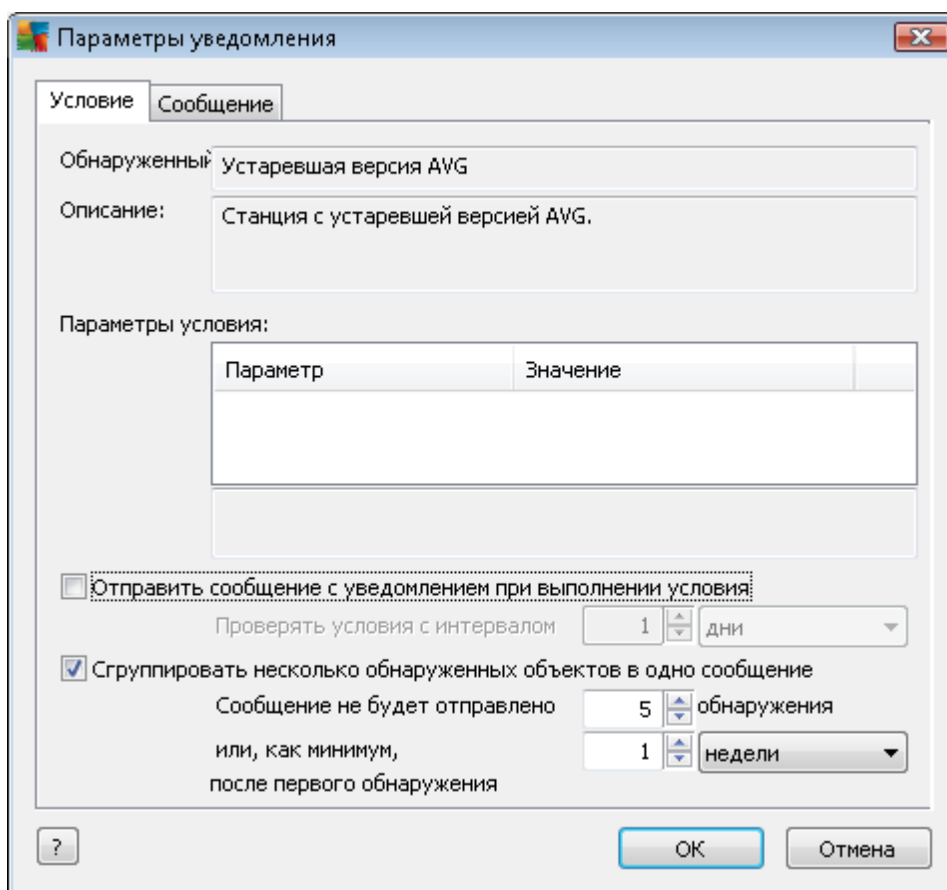 Параметры уведомления
Условие Сообщение
Обнаруженный Устаревшая версия AVG
Описание: Станция с устаревшей версией AVG.
Параметры условия:
Параметр Значение
Отправить сообщение с уведомлением при выполнении условия
Проверять условия с интервалом 1 дни
Сгруппировать несколько обнаруженных объектов в одно сообщение
Сообщение не будет отправлено 5 обнаружения
или, как минимум, 1 недели
после первого обнаружения
? OK Отмена